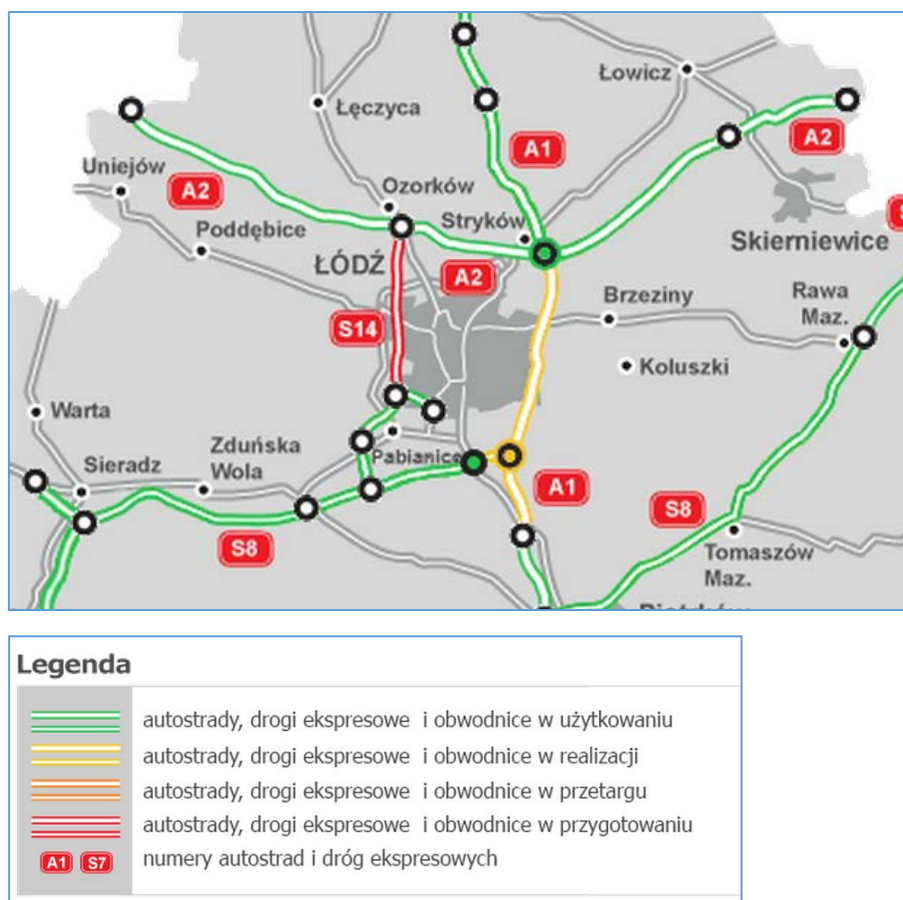 Łowicz
Łęczyca
A1
A2
Uniejów
A2
Ozorków
Stryków
Poddębice
Skierniewice
ŁÓDŹ
A2
Brzeziny
Rawa
Maz.
S14
Koluszki
Warta
Zduńska
Wola
Pabianice
Sieradz
A1
S8
S8
Tomaszów
Maz.
Legenda
autostrady, drogi ekspresowe i obwodnice w użytkowaniu
autostrady, drogi ekspresowe i obwodnice w realizacji
autostrady, drogi ekspresowe i obwodnice w przetargu
autostrady, drogi ekspresowe i obwodnice w przygotowaniu
A1 S7 numery autostrad i dróg ekspresowych